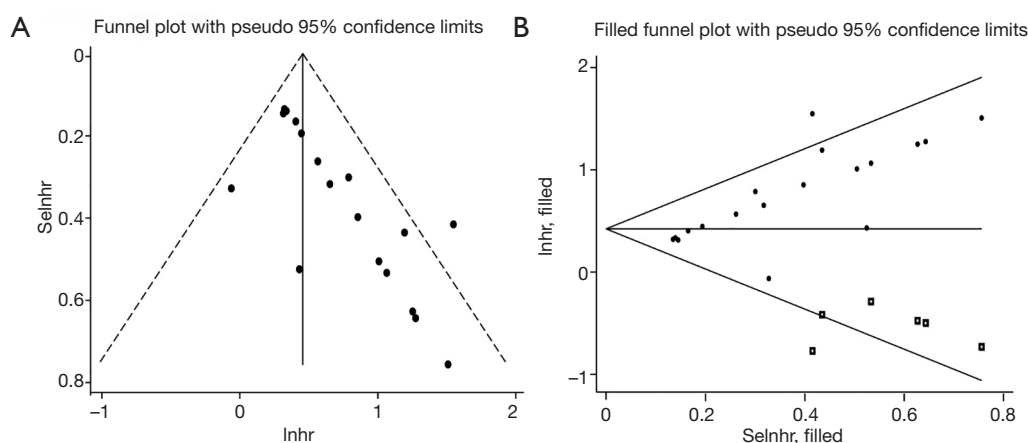 A
Funnel plot with pseudo 95% confidence limits
Selnhr
0
0.2
0.4
0.6
0.8
−1
0
1
2
lnhr
B
Filled funnel plot with pseudo 95% confidence limits
lnhr, filled
2
1
0
−1
0
0.2
0.4
0.6
0.8
Selnhr, filled